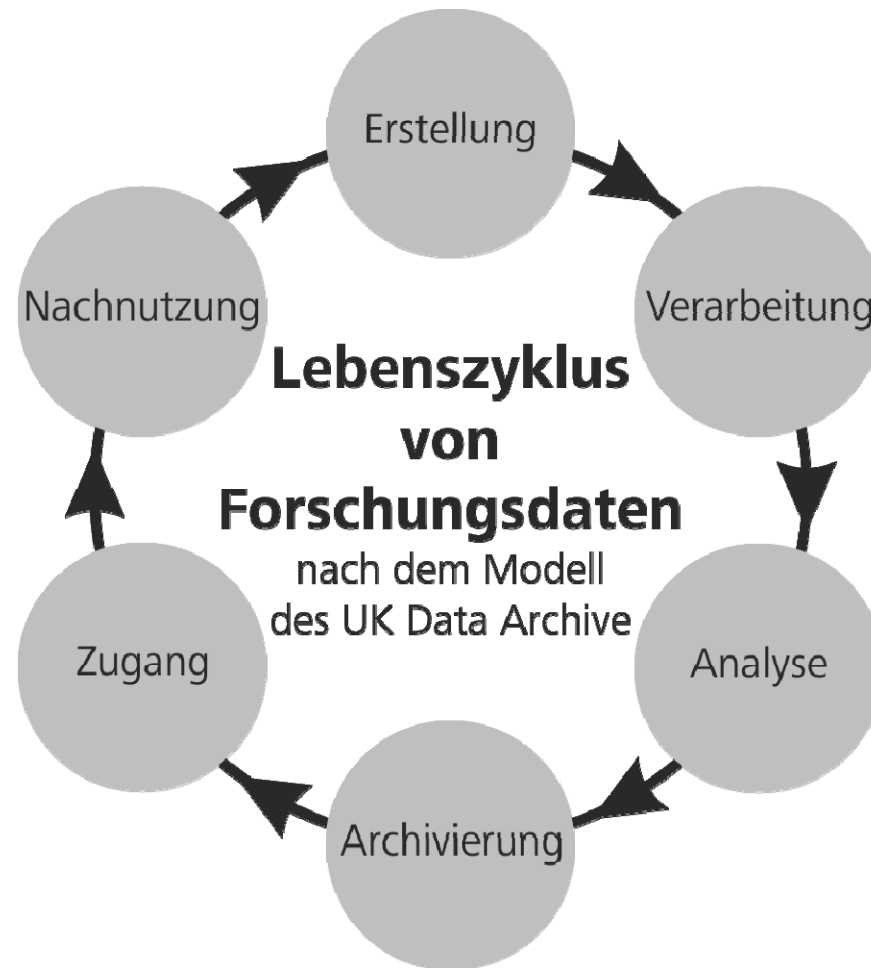 Erstellung
Verarbeitung
Analyse
Archivierung
Zugang
Nachnutzung
Lebenszyklus
von
Forschungsdaten
nach dem Modell
des UK Data Archive